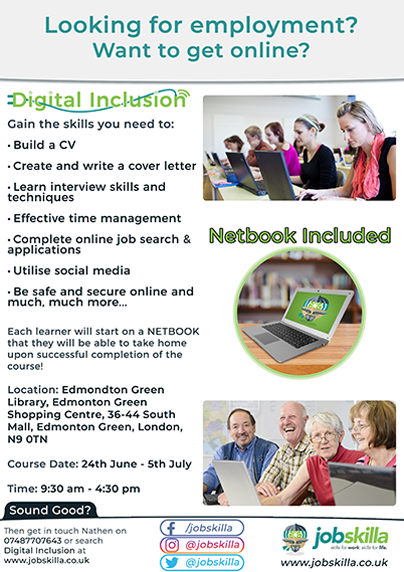 Looking for employment?
Want to get online?
Digital Inclusion
Gain the skills you need to:
• Build a CV
• Create and write a cover letter
• Learn interview skills and
techniques
• Effective time management
• Complete online job search &
applications
• Utilise social media
• Be safe and secure online and
much, much more...
Netbook Included
Each learner will start on a NETBOOK
that they will be able to take home
upon successful completion of the
course!
Location: Edmondton Green
Library, Edmonton Green
Shopping Centre, 36-44 South
Mall, Edmonton Green, London,
N9 0TN
Course Date: 24th June - 5th July
Time: 9:30 am - 4:30 pm
Sound Good?
Then get in touch Nathen on
07487707643 or search
Digital Inclusion at
www.jobskilla.co.uk
/jobskilla
@jobskilla
@jobskilla
jobskilla
skills for work skills for life.
www.jobskilla.co.uk